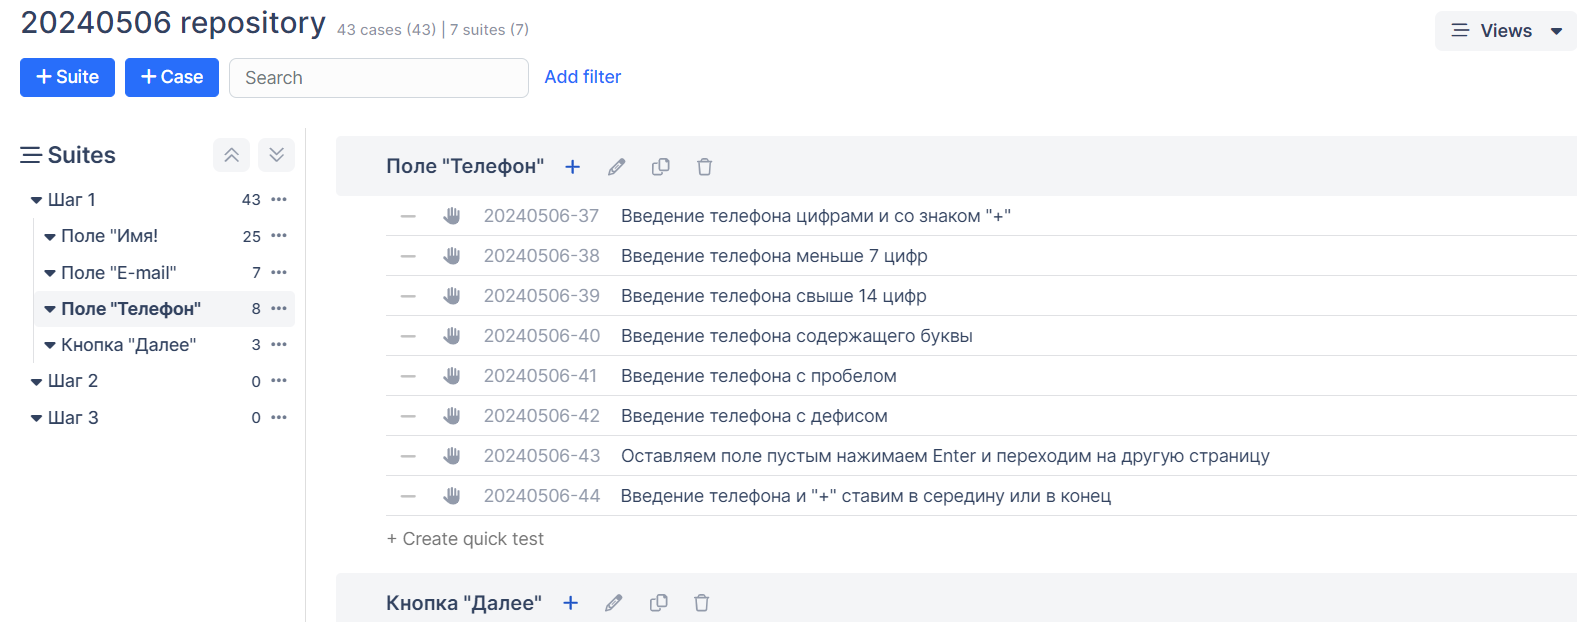 20240506 repository 43 cases (43) | 7 suites (7)
Views
+ Suite + Case Search Add filter
Suites
Шаг 1 43
Поле "Имя! 25
Поле "E-mail" 7
Поле "Телефон" 8
Кнопка "Далее" 3
Шаг 2 0
Шаг 3 0
Поле "Телефон"
20240506-37 Введение телефона цифрами и со знаком "+"
20240506-38 Введение телефона меньше 7 цифр
20240506-39 Введение телефона свыше 14 цифр
20240506-40 Введение телефона содержащего буквы
20240506-41 Введение телефона с пробелом
20240506-42 Введение телефона с дефисом
20240506-43 Оставляем поле пустым нажимаем Enter и переходим на другую страницу
20240506-44 Введение телефона и "+" ставим в середину или в конец
+ Create quick test
Кнопка "Далее"